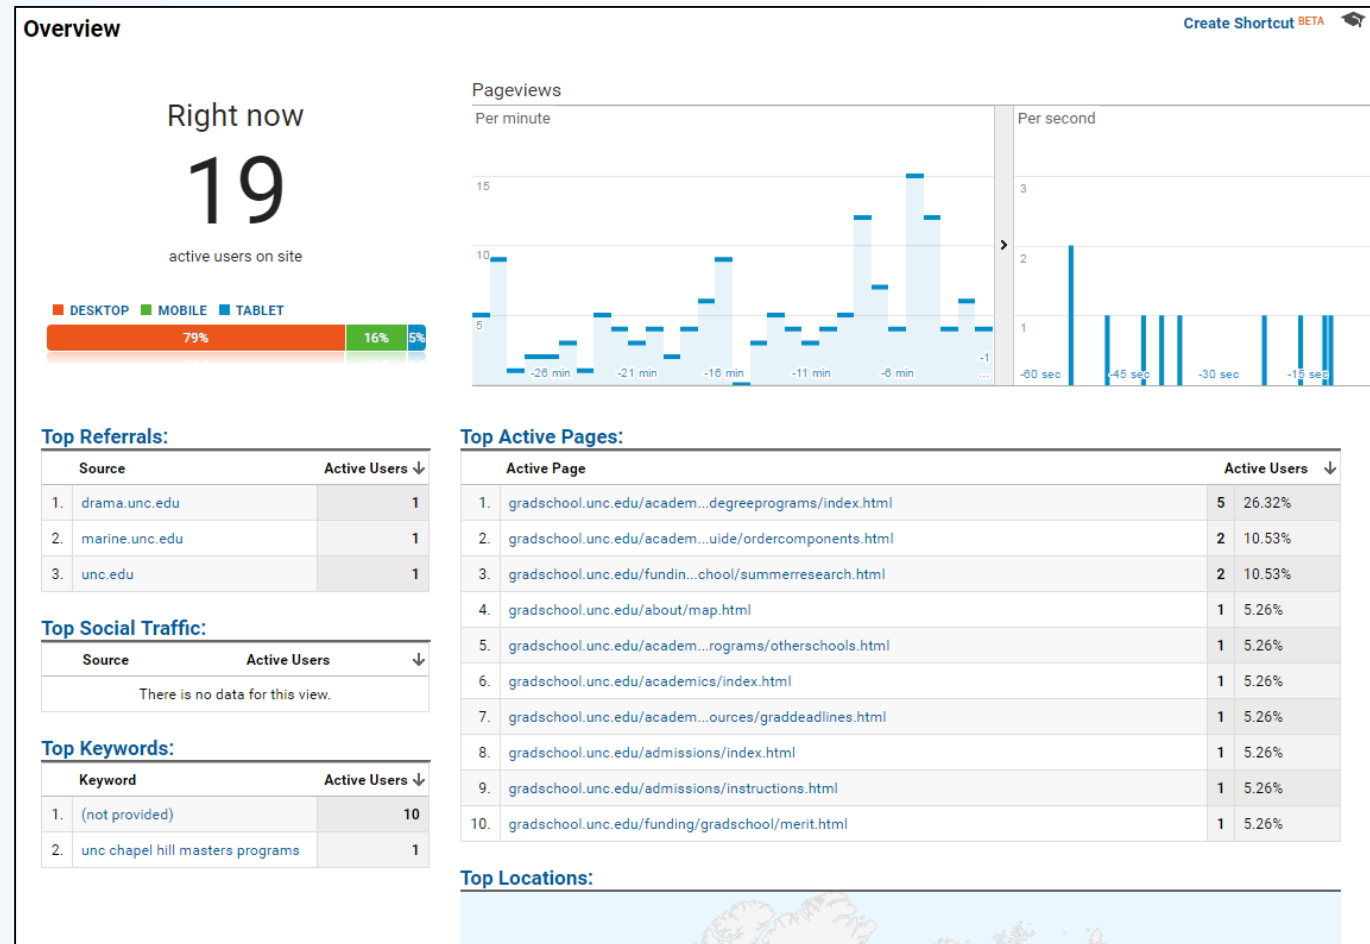 Overview
Create Shortcut BETA
Right now
19
active users on site
DESKTOP MOBILE TABLET
79% 16% 5%
Pageviews
Per minute
15
10
5
-26 min -21 min -16 min -11 min -6 min -1 ...
Per second
3
2
1
-60 sec -45 sec -30 sec -15 sec
Top Referrals:
Source Active Users
1. drama.unc.edu 1
2. marine.unc.edu 1
3. unc.edu 1
Top Social Traffic:
Source Active Users
There is no data for this view.
Top Keywords:
Keyword Active Users
1. (not provided) 10
2. unc chapel hill masters programs 1
Top Active Pages:
Active Page Active Users
1. gradschool.unc.edu/academ...degreeprograms/index.html 5 26.32%
2. gradschool.unc.edu/academ...uide/ordercomponents.html 2 10.53%
3. gradschool.unc.edu/fundin...chool/summerresearch.html 2 10.53%
4. gradschool.unc.edu/about/map.html 1 5.26%
5. gradschool.unc.edu/academ...rograms/otherschools.html 1 5.26%
6. gradschool.unc.edu/academics/index.html 1 5.26%
7. gradschool.unc.edu/academ...ources/graddeadlines.html 1 5.26%
8. gradschool.unc.edu/admissions/index.html 1 5.26%
9. gradschool.unc.edu/admissions/instructions.html 1 5.26%
10. gradschool.unc.edu/funding/gradschool/merit.html 1 5.26%
Top Locations: